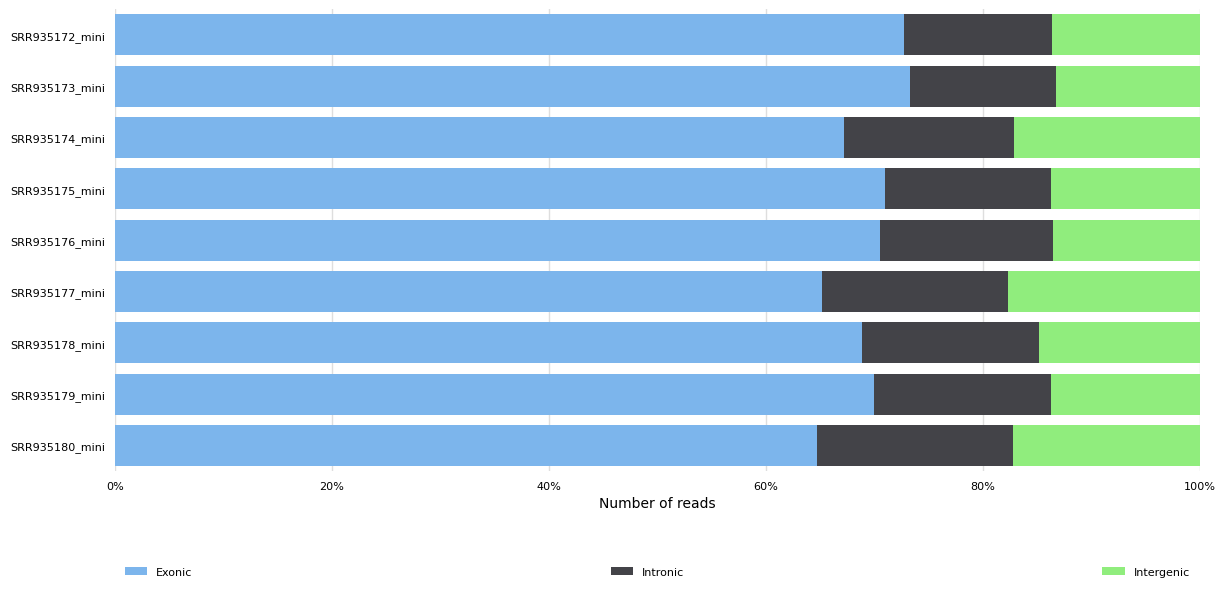 SRR935172_mini
SRR935173_mini
SRR935174_mini
SRR935175_mini
SRR935176_mini
SRR935177_mini
SRR935178_mini
SRR935179_mini
SRR935180_mini
0% 20% 40% 60% 80% 100%
Number of reads
Exonic Intronic Intergenic